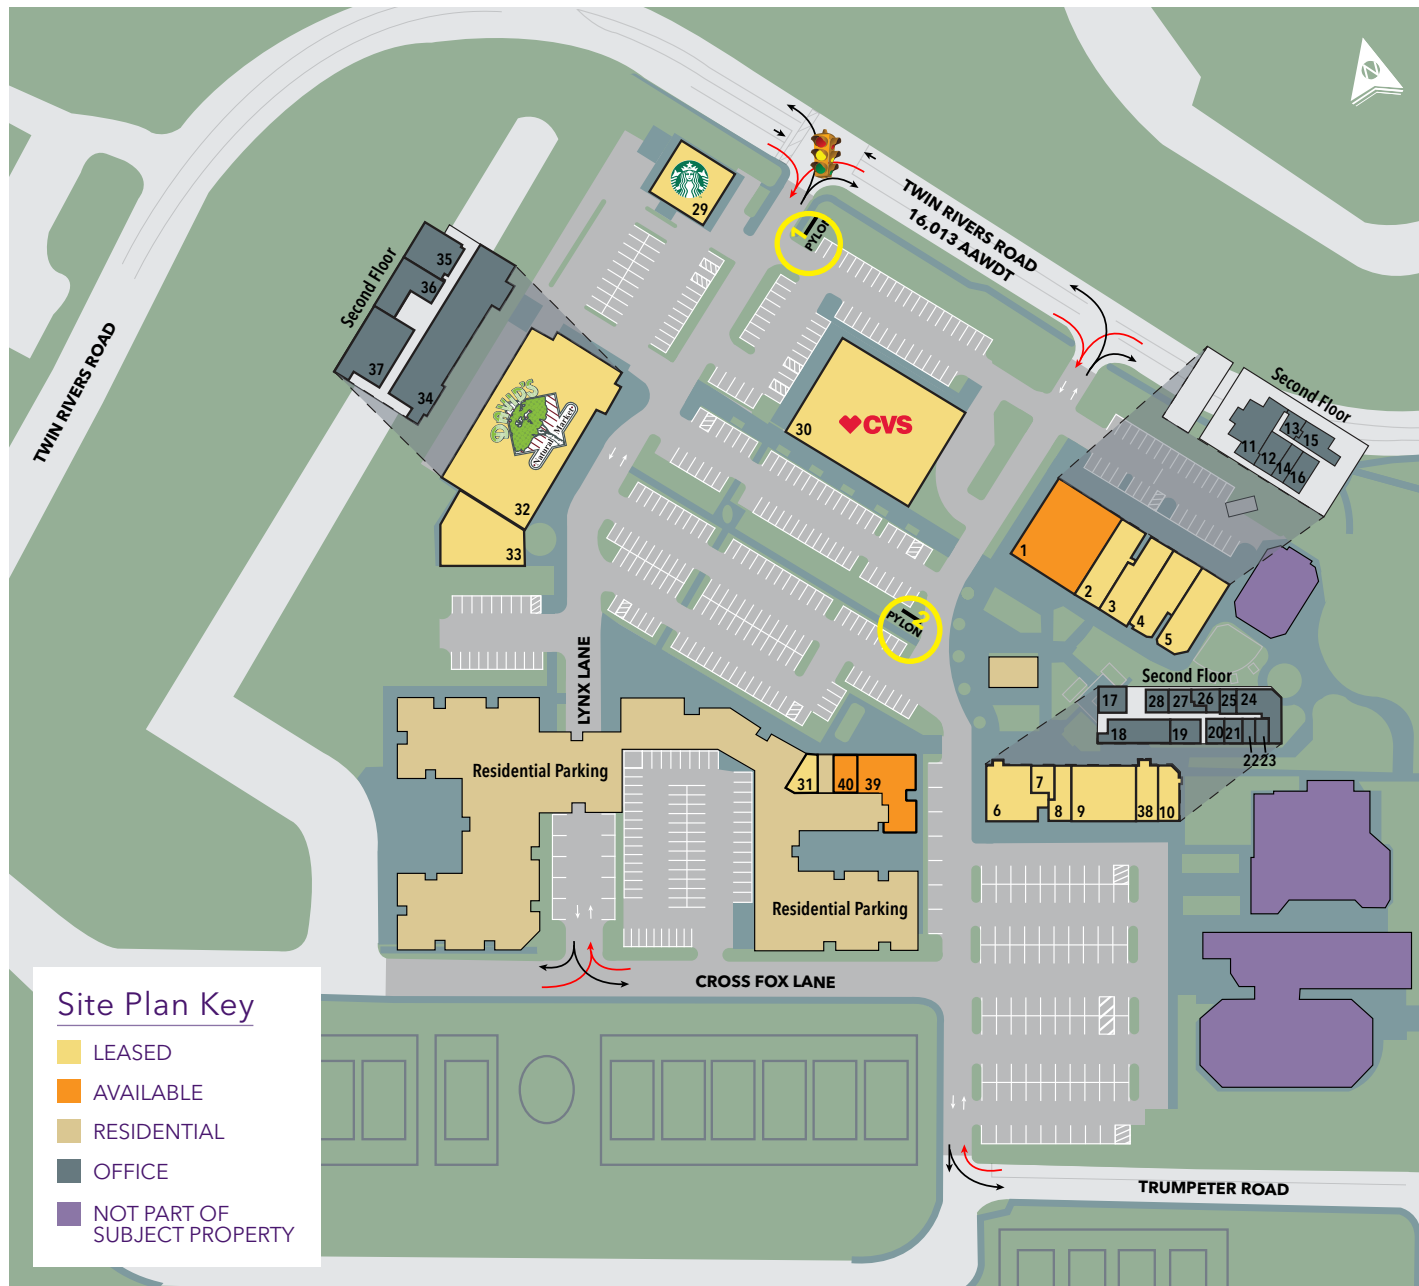 N
TWIN RIVERS ROAD
16,013 AAWDT
1
PYLON
29
Second Floor
35
36
37
34
TWIN RIVERS ROAD
DAVID'S
Natural Market
32
33
30
CVS
Second Floor
13
15
11
12
14
16
1
2
3
4
5
2
PYLON
LYNX LANE
Second Floor
17
28
27
26
25
24
18
19
20
21
22
23
Residential Parking
31
40
39
6
7
8
9
38
10
Residential Parking
CROSS FOX LANE
TRUMPETER ROAD
Site Plan Key
LEASED
AVAILABLE
RESIDENTIAL
OFFICE
NOT PART OF
SUBJECT PROPERTY